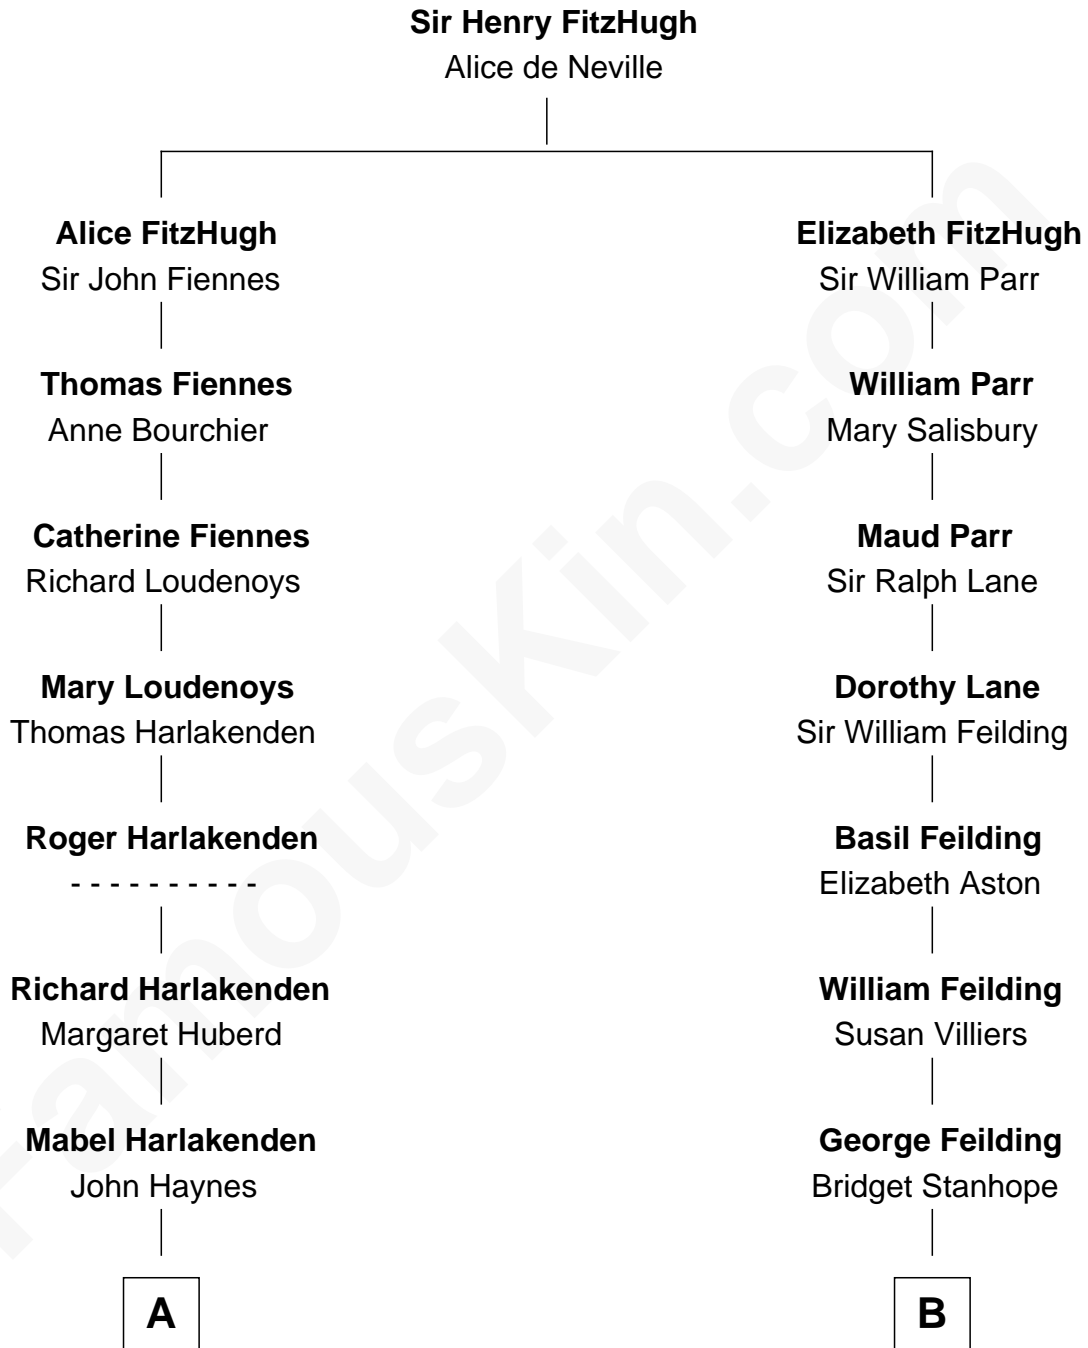 Sir Henry FitzHugh
Alice de Neville
Alice FitzHugh
Sir John Fiennes
Elizabeth FitzHugh
Sir William Parr
Thomas Fiennes
Anne Bourchier
William Parr
Mary Salisbury
Catherine Fiennes
Richard Loudenoys
Maud Parr
Sir Ralph Lane
Mary Loudenoys
Thomas Harlakenden
Dorothy Lane
Sir William Feilding
Roger Harlakenden
- - - - - - - - - -
Basil Feilding
Elizabeth Aston
Richard Harlakenden
Margaret Huberd
William Feilding
Susan Villiers
Mabel Harlakenden
John Haynes
George Feilding
Bridget Stanhope
A
B
FamousKin.com